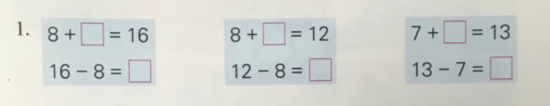 1. 8 + □ = 16 8 + □ = 12 7 + □ = 13
16 − 8 = □ 12 − 8 = □ 13 − 7 = □